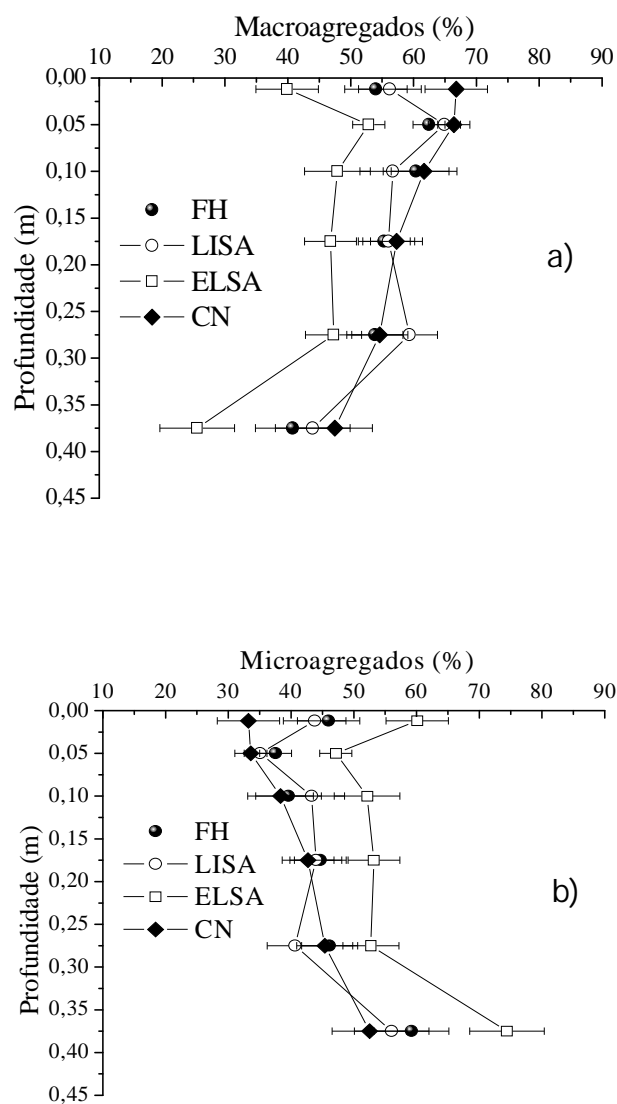 Macroagregados (%)
10 20 30 40 50 60 70 80 90
0,00
0,05
0,10
0,15
0,20
0,25
0,30
0,35
0,40
0,45
Profundidade (m)
FH
LISA
ELSA
CN
a)
Microagregados (%)
10 20 30 40 50 60 70 80 90
0,00
0,05
0,10
0,15
0,20
0,25
0,30
0,35
0,40
0,45
Profundidade (m)
FH
LISA
ELSA
CN
b)